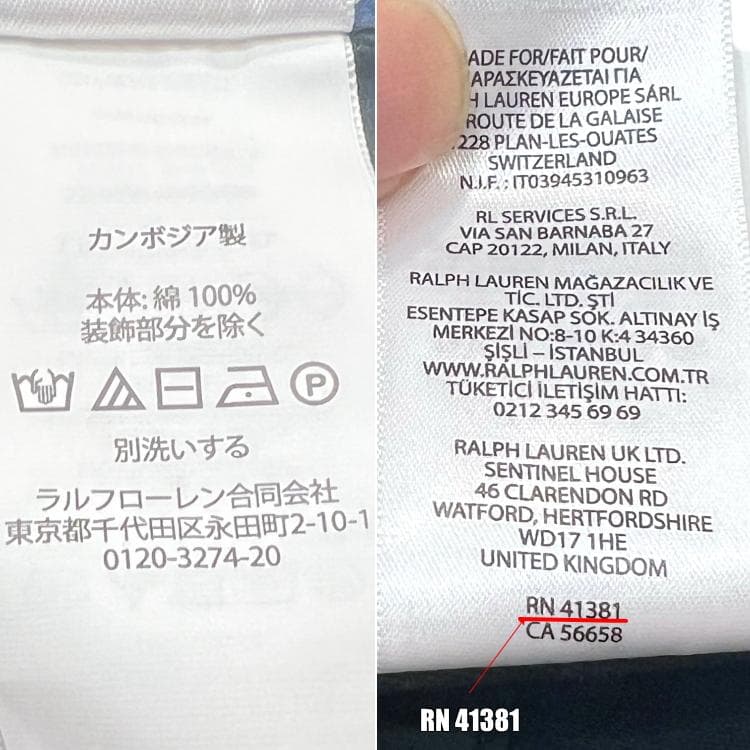 カンボジア製
本体: 綿 100%
装飾部分を除く
P
別洗いする
ラルフローレン合同会社
東京都千代田区永田町2-10-1
0120-3274-20
ADE FOR/FAIT POUR/
ΑΡΑΣΚΕΥΑΖΕΤΑΙ ΓΙΑ
H LAUREN EUROPE SÁRL
ROUTE DE LA GALAISE
228 PLAN-LES-OUATES
SWITZERLAND
N.I.F. : IT03945310963
RL SERVICES S.R.L.
VIA SAN BARNABA 27
CAP 20122, MILAN, ITALY
RALPH LAUREN MAĞAZACILIK VE
TİC. LTD. ŞTİ
ESENTEPE KASAP SOK. ALTINAY İŞ
MERKEZİ NO:8-10 K:4 34360
ŞİŞLİ – İSTANBUL
WWW.RALPHLAUREN.COM.TR
TÜKETİCİ İLETİŞİM HATTI:
0212 345 69 69
RALPH LAUREN UK LTD.
SENTINEL HOUSE
46 CLARENDON RD
WATFORD, HERTFORDSHIRE
WD17 1HE
UNITED KINGDOM
RN 41381
CA 56658
RN 41381